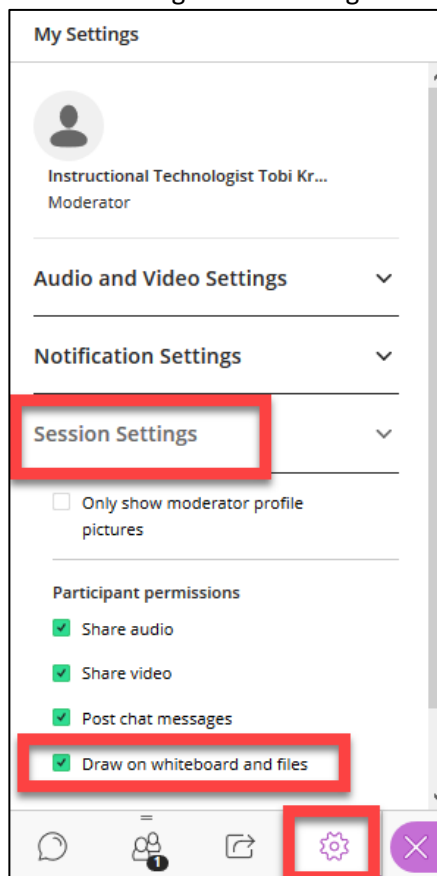 My Settings
Instructional Technologist Tobi Kr...
Moderator
Audio and Video Settings
Notification Settings
Session Settings
Only show moderator profile
pictures
Participant permissions
Share audio
Share video
Post chat messages
Draw on whiteboard and files
1